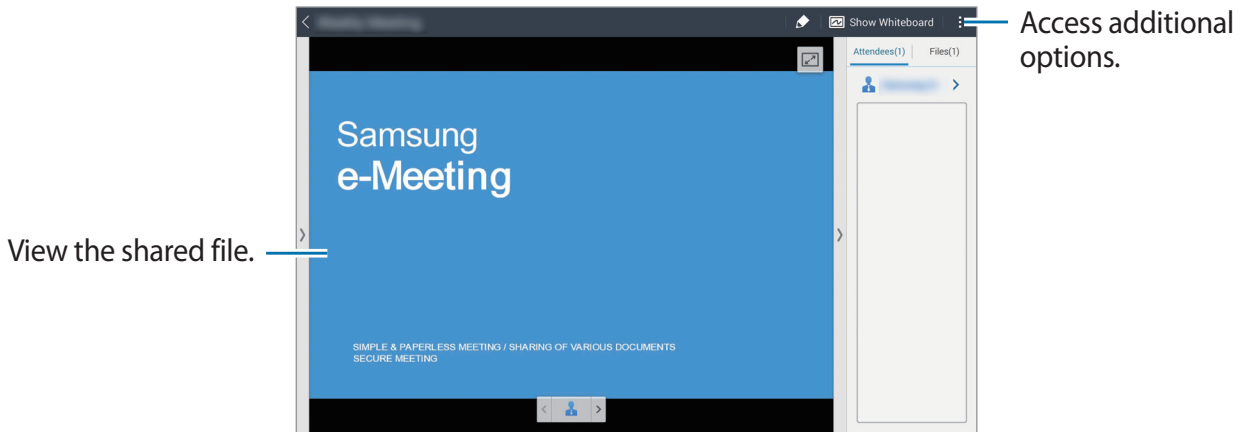 Show Whiteboard
Access additional
options.
Attendees(1)
Files(1)
Samsung
e-Meeting
View the shared file.
SIMPLE & PAPERLESS MEETING / SHARING OF VARIOUS DOCUMENTS
SECURE MEETING